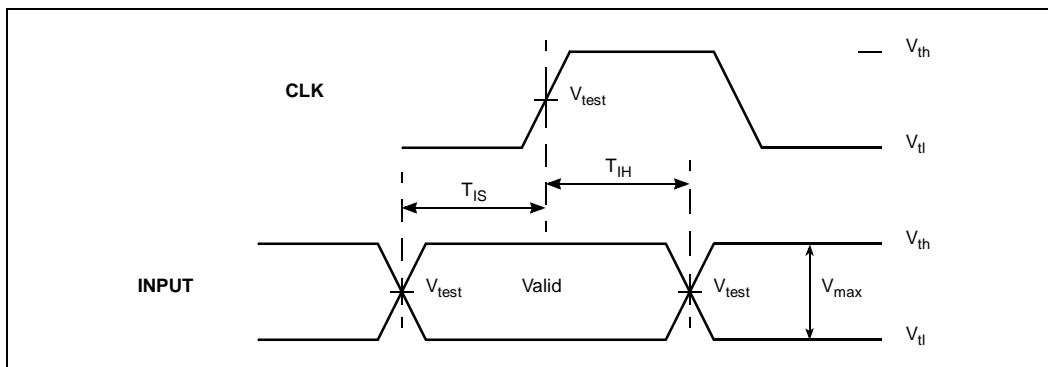 V_th
CLK
V_test
V_tl
T_IH
T_IS
V_th
INPUT
V_test
Valid
V_test
V_max
V_tl